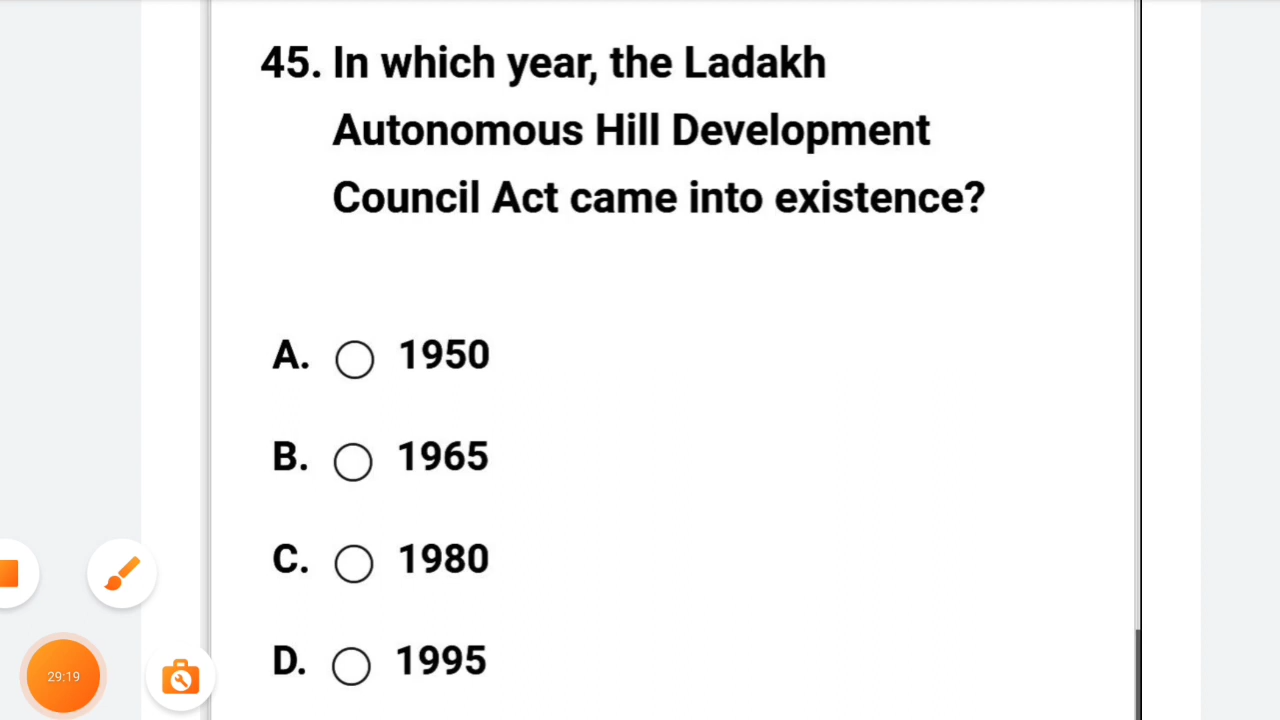 45. In which year, the Ladakh
Autonomous Hill Development
Council Act came into existence?
A. 1950
B. 1965
C. 1980
D. 1995
29:19